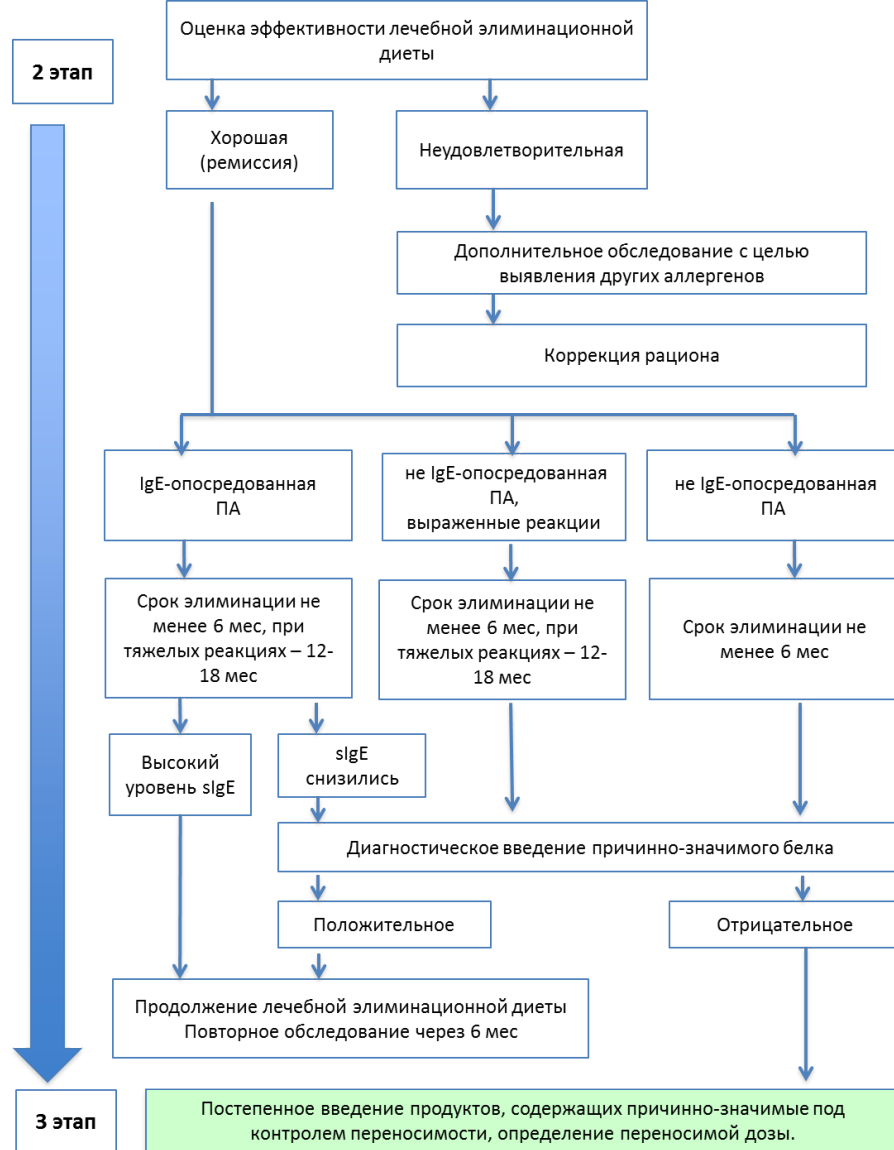 Оценка эффективности лечебной элиминационной
диеты
2 этап
Хорошая
(ремиссия)
Неудовлетворительная
Дополнительное обследование с целью
выявления других аллергенов
Коррекция рациона
IgE-опосредованная
ПА
не IgE-опосредованная
ПА,
выраженные реакции
не IgE-опосредованная
ПА
Срок элиминации не
менее 6 мес, при
тяжелых реакциях – 12-
18 мес
Срок элиминации не
менее 6 мес, при
тяжелых реакциях – 12-
18 мес
Срок элиминации не
менее 6 мес
Высокий
уровень sIgE
sIgE
снизились
Диагностическое введение причинно-значимого белка
Положительное
Отрицательное
Продолжение лечебной элиминационной диеты
Повторное обследование через 6 мес
3 этап
Постепенное введение продуктов, содержащих причинно-значимые под
контролем переносимости, определение переносимой дозы.